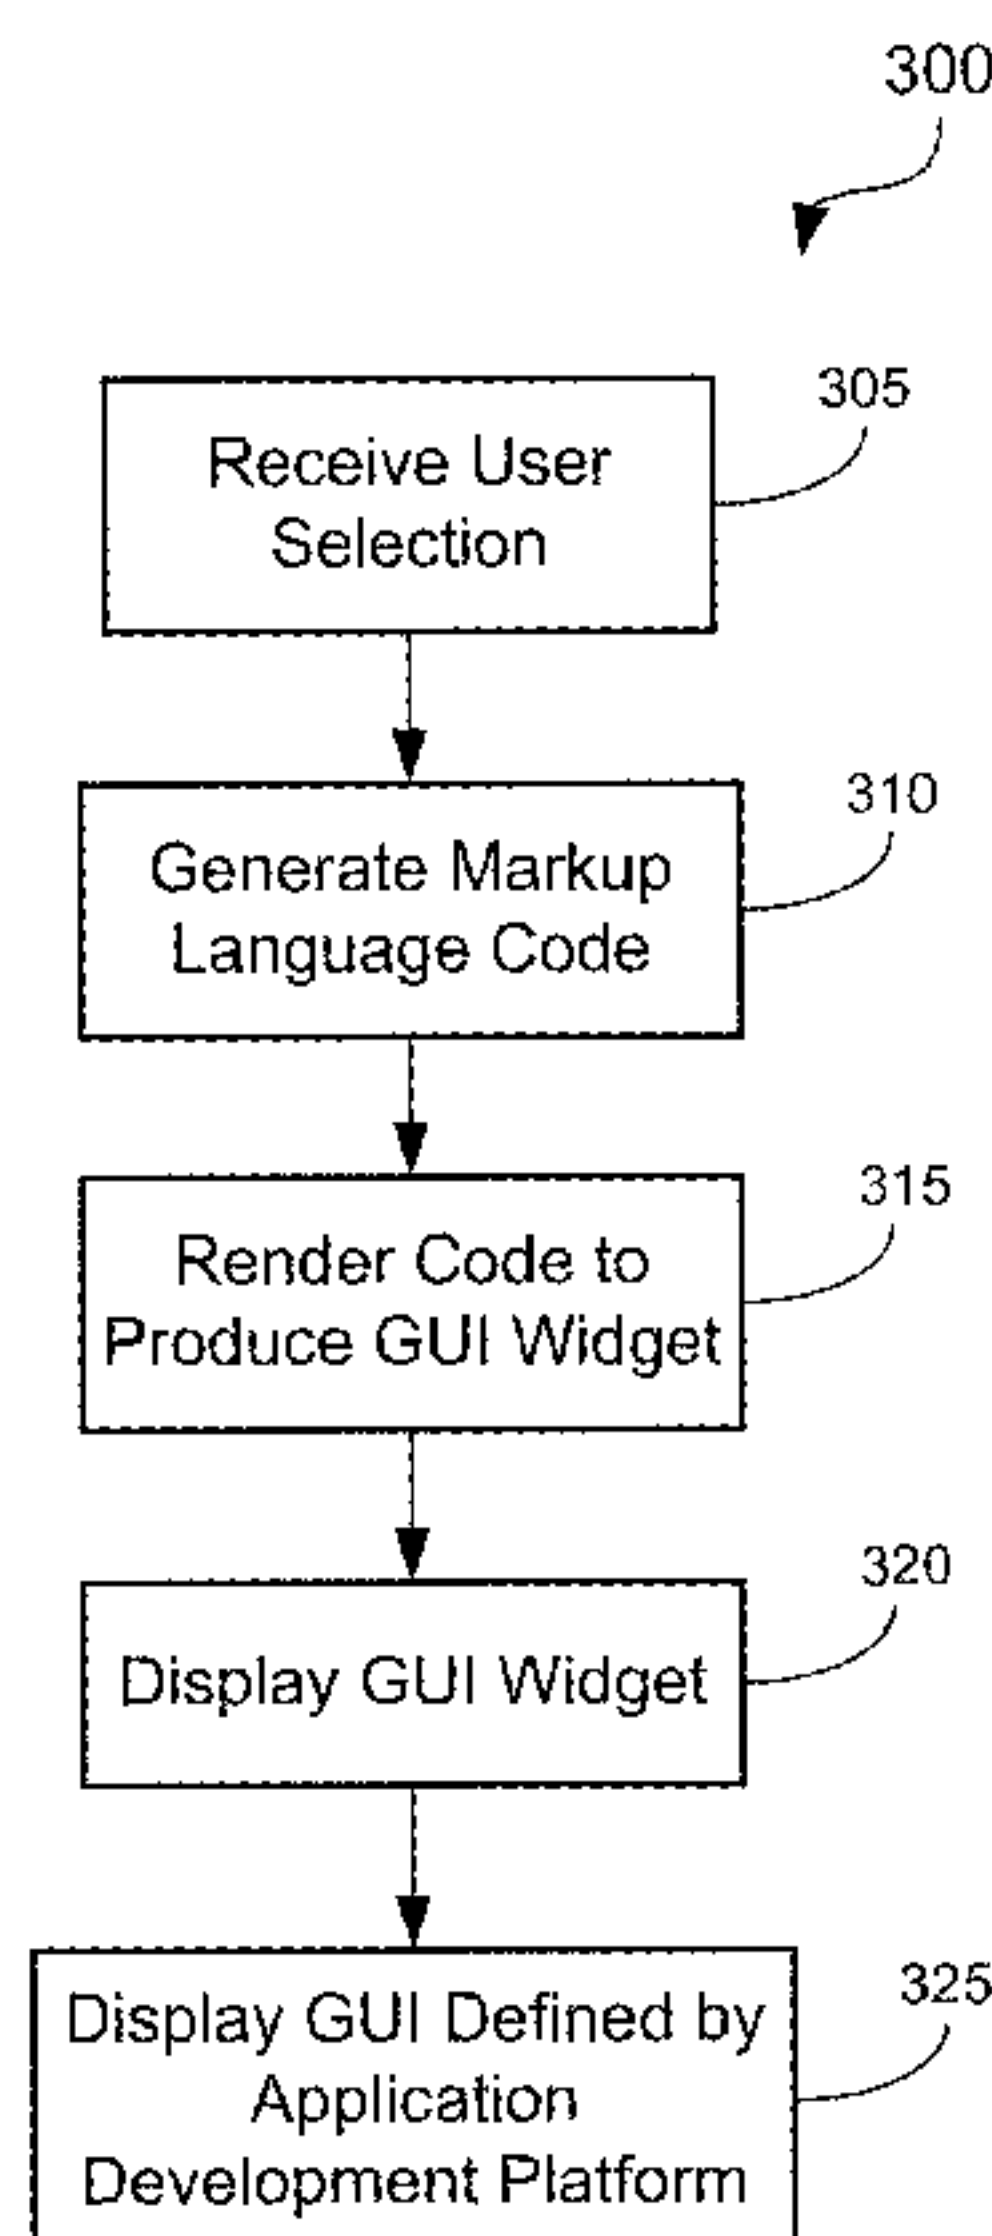 300
305
Receive User
Selection
310
Generate Markup
Language Code
315
Render Code to
Produce GUI Widget
320
Display GUI Widget
325
Display GUI Defined by
Application
Development Platform